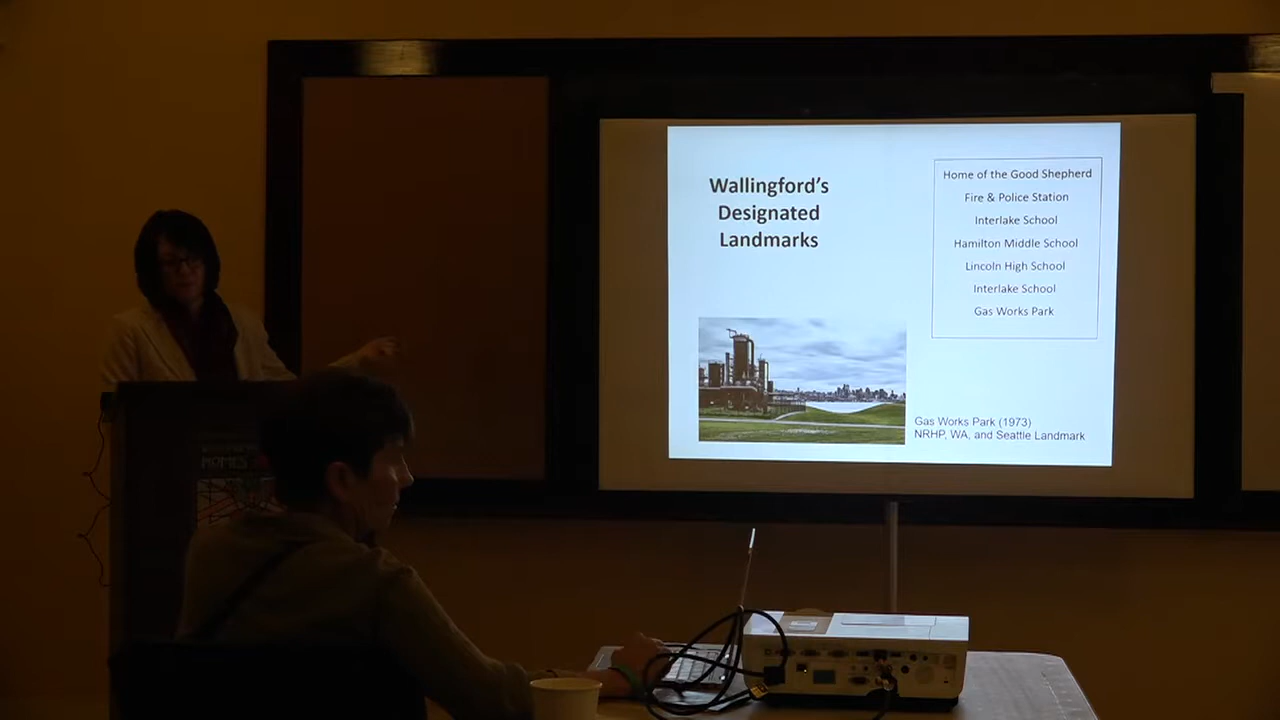 Wallingford's
Designated
Landmarks
Home of the Good Shepherd
Fire & Police Station
Interlake School
Hamilton Middle School
Lincoln High School
Interlake School
Gas Works Park
Gas Works Park (1973)
NRHP, WA, and Seattle Landmark
HOMES